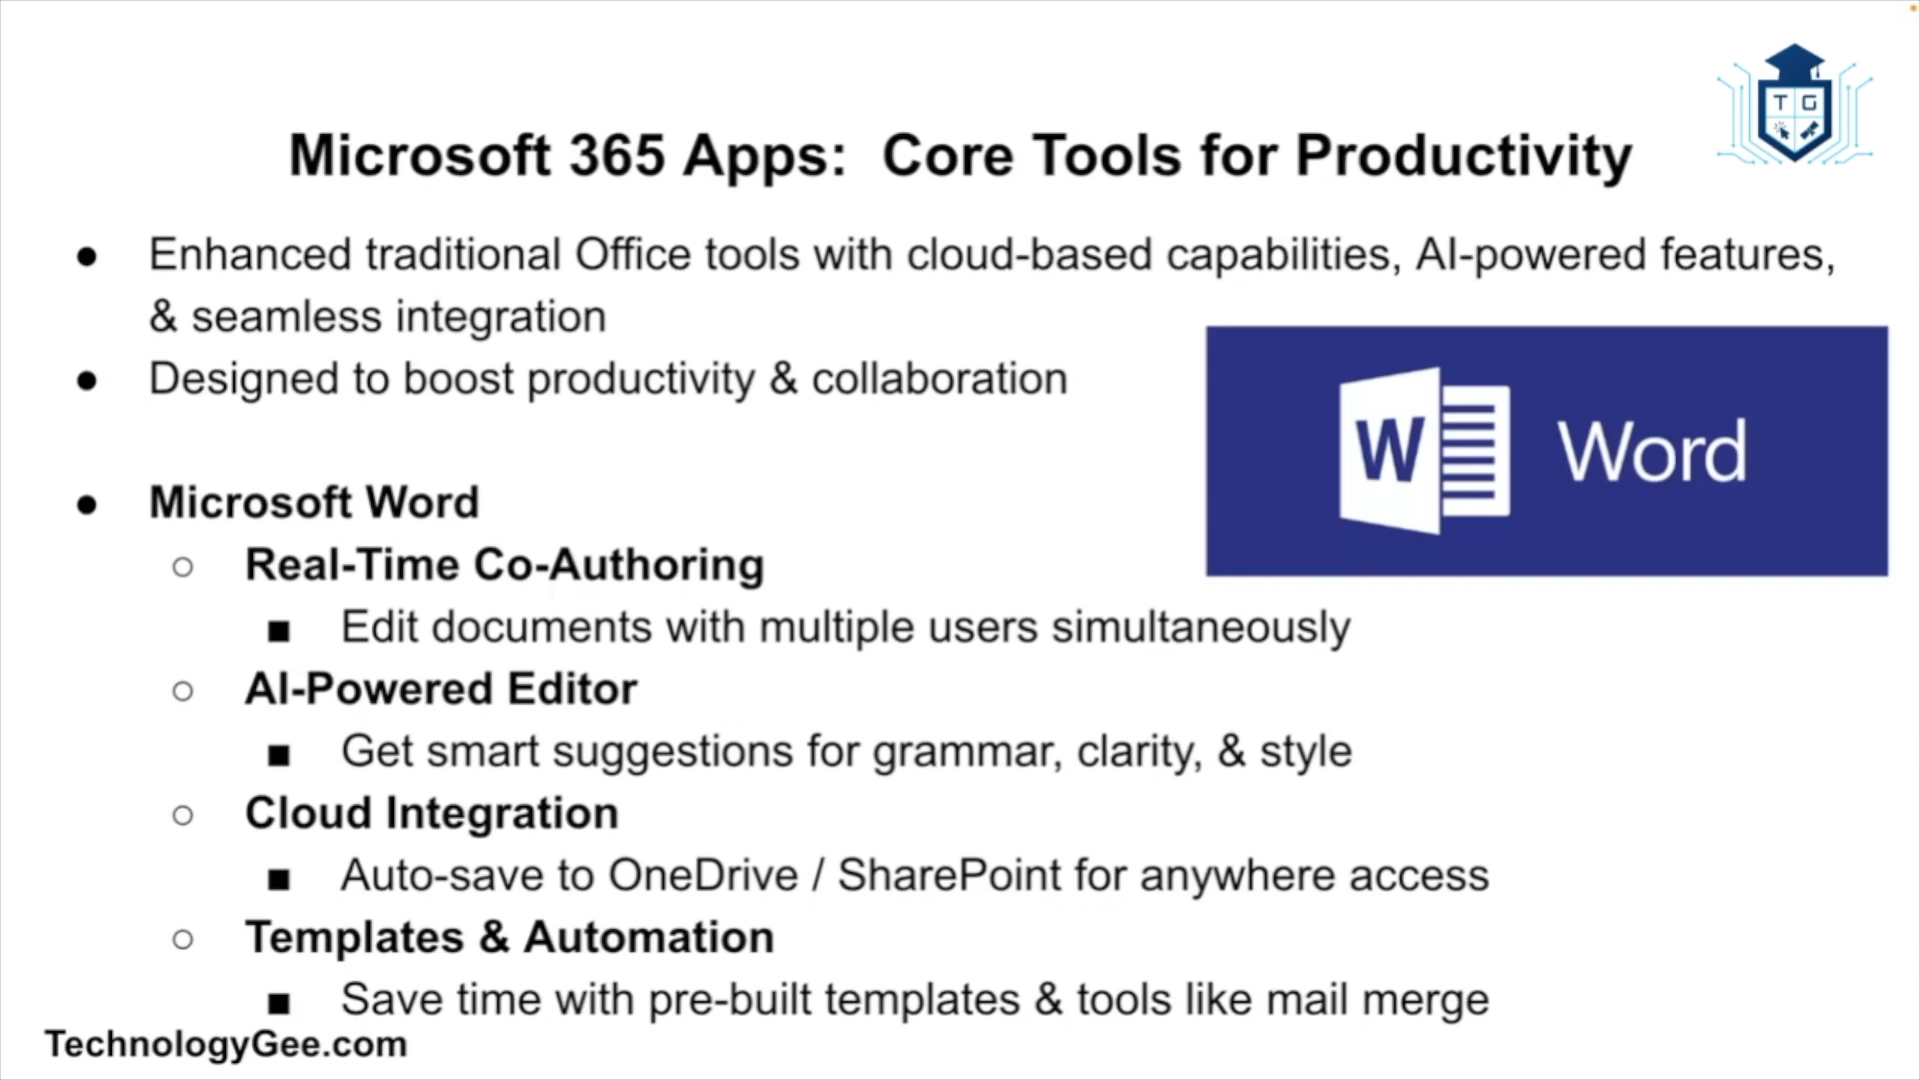 T G
Microsoft 365 Apps: Core Tools for Productivity
● Enhanced traditional Office tools with cloud-based capabilities, AI-powered features,
& seamless integration
● Designed to boost productivity & collaboration
W Word
● Microsoft Word
○ Real-Time Co-Authoring
■ Edit documents with multiple users simultaneously
○ AI-Powered Editor
■ Get smart suggestions for grammar, clarity, & style
○ Cloud Integration
■ Auto-save to OneDrive / SharePoint for anywhere access
○ Templates & Automation
■ Save time with pre-built templates & tools like mail merge
TechnologyGee.com